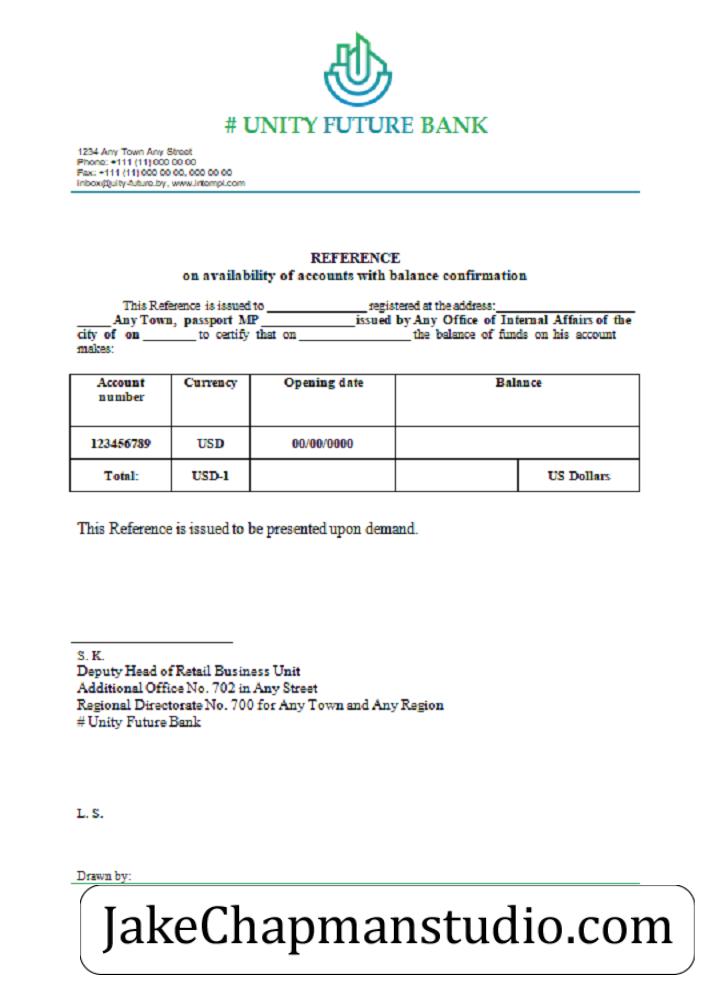 # UNITY FUTURE BANK
1234 Any Town Any Street
Phone: +111 (11) 000 00 00
Fax: +111 (11) 000 00 00, 000 00 00
inbox@uity-future.by, www.intempl.com
REFERENCE
on availability of accounts with balance confirmation
This Reference is issued to _______________ registered at the address:____________________
_____ Any Town, passport MP ______________issued by Any Office of Internal Affairs of the
city of on ________ to certify that on _________________ the balance of funds on his account
makes:
Account number Currency Opening date Balance
123456789 USD 00/00/0000
Total: USD-1 US Dollars
This Reference is issued to be presented upon demand.
S. K.
Deputy Head of Retail Business Unit
Additional Office No. 702 in Any Street
Regional Directorate No. 700 for Any Town and Any Region
# Unity Future Bank
L. S.
Drawn by:
JakeChapmanstudio.com